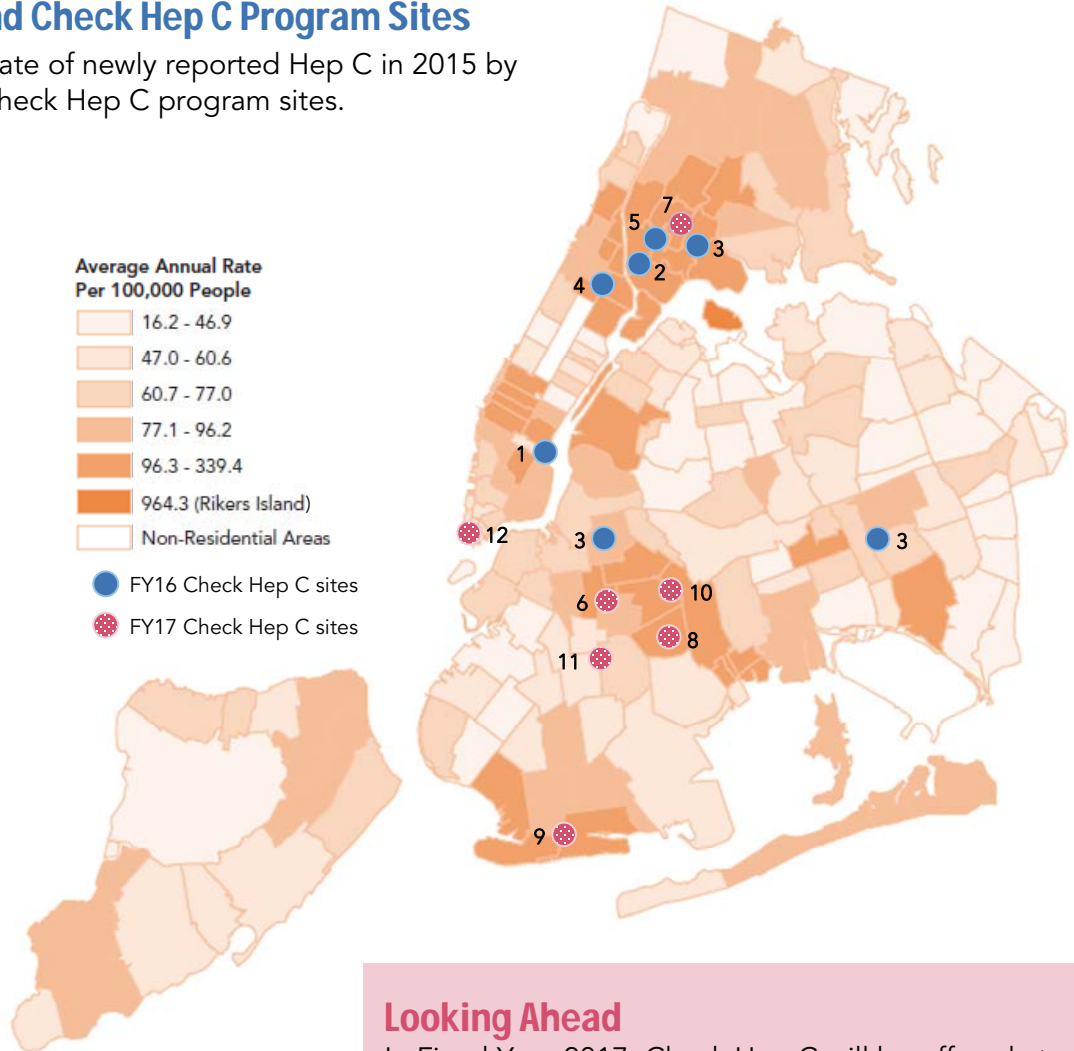 d Check Hep C Program Sites
ate of newly reported Hep C in 2015 by
heck Hep C program sites.
Average Annual Rate
Per 100,000 People
16.2 - 46.9
47.0 - 60.6
60.7 - 77.0
77.1 - 96.2
96.3 - 339.4
964.3 (Rikers Island)
Non-Residential Areas
FY16 Check Hep C sites
FY17 Check Hep C sites
7
5
3
2
4
1
12
3
3
10
6
8
11
9
Looking Ahead